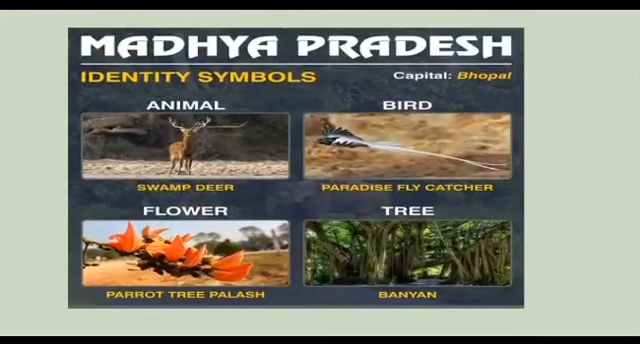 MADHYA PRADESH
IDENTITY SYMBOLS
Capital: Bhopal
ANIMAL
BIRD
SWAMP DEER
PARADISE FLY CATCHER
FLOWER
TREE
PARROT TREE PALASH
BANYAN